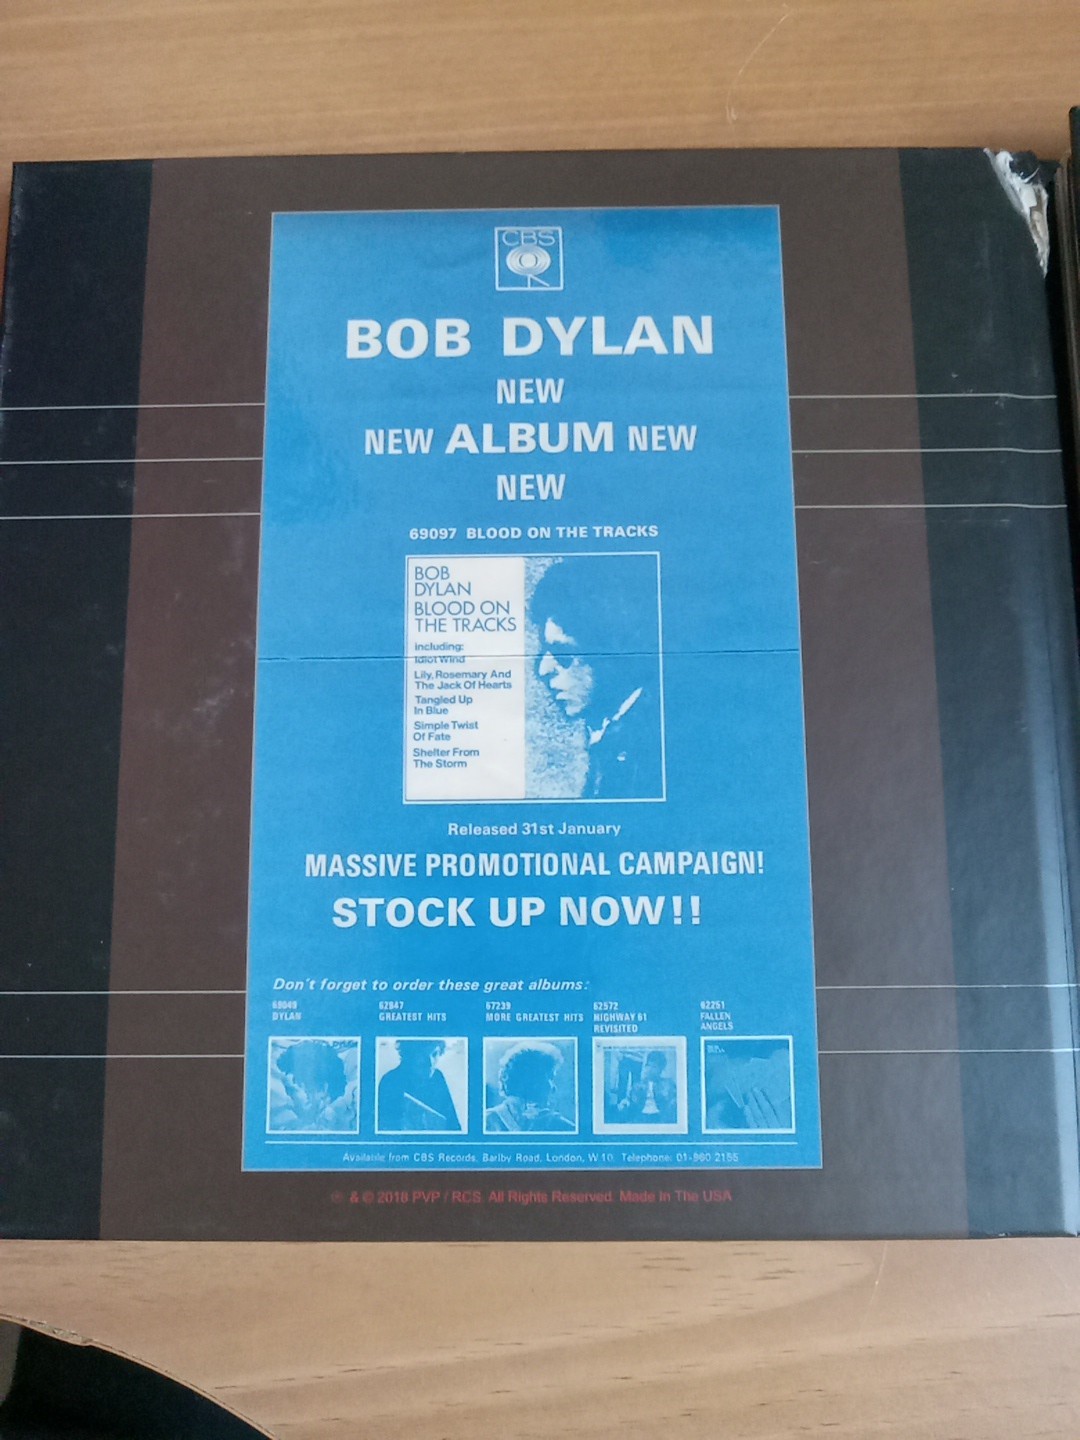 CBS
BOB DYLAN
NEW
NEW ALBUM NEW
NEW
69097 BLOOD ON THE TRACKS
BOB
DYLAN
BLOOD ON
THE TRACKS
Including:
Idiot Wind
Lily, Rosemary And
The Jack Of Hearts
Tangled Up
In Blue
Simple Twist
Of Fate
Shelter From
The Storm
Released 31st January
MASSIVE PROMOTIONAL CAMPAIGN!
STOCK UP NOW!!
Don't forget to order these great albums:
69049
DYLAN
62847
GREATEST HITS
67239
MORE GREATEST HITS
62572
HIGHWAY 61
REVISITED
62251
FALLEN
ANGELS
Available from CBS Records, Barlby Road, London, W10. Telephone: 01-960 2155
℗ & © 2018 PVP / RCS. All Rights Reserved. Made In The USA